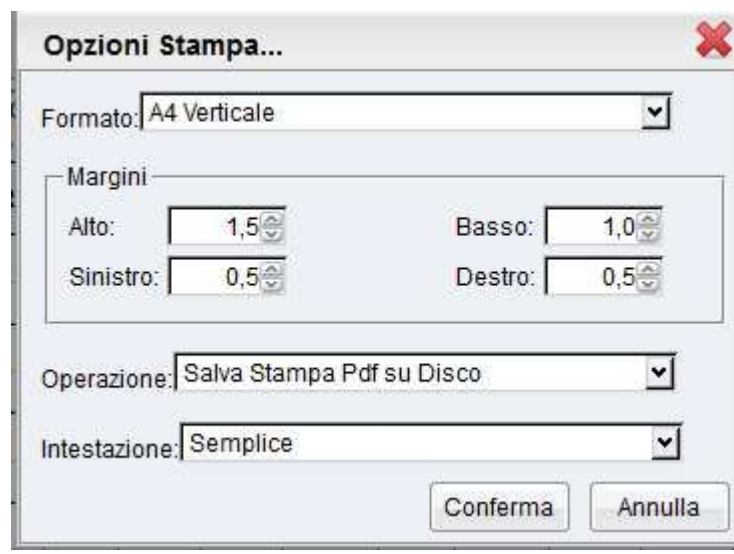 Opzioni Stampa...
Formato: A4 Verticale
Margini
Alto: 1,5 Basso: 1,0
Sinistro: 0,5 Destro: 0,5
Operazione: Salva Stampa Pdf su Disco
Intestazione: Semplice
Conferma Annulla